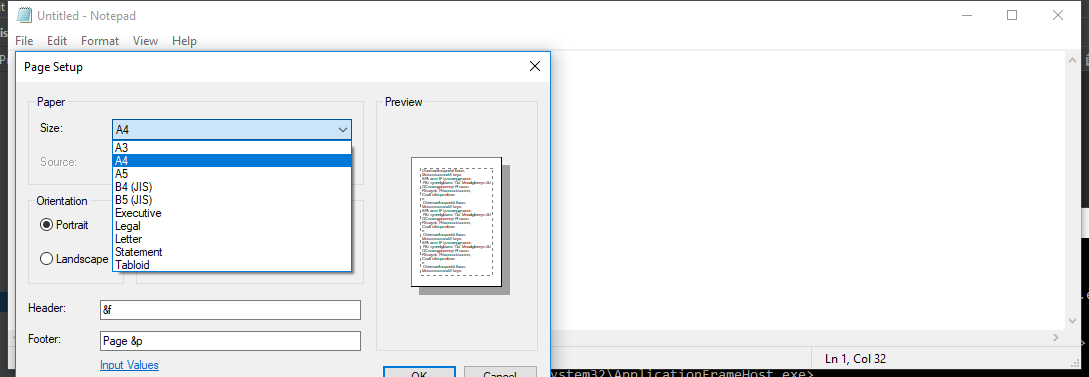 Untitled - Notepad
File Edit Format View Help
Page Setup
Paper
Size: A4
A3
A4
A5
B4 (JIS)
B5 (JIS)
Executive
Legal
Letter
Statement
Tabloid
Source:
Orientation
Portrait
Landscape
Preview
Header: &f
Footer: Page &p
Input Values
OK Cancel
Ln 1, Col 32
ystem32\ApplicationFrameHost.exe>